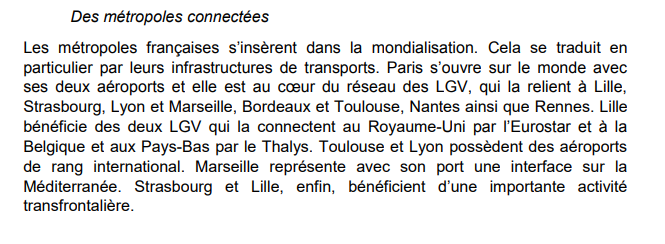 Des métropoles connectées
Les métropoles françaises s’insèrent dans la mondialisation. Cela se traduit en
particulier par leurs infrastructures de transports. Paris s’ouvre sur le monde avec
ses deux aéroports et elle est au cœur du réseau des LGV, qui la relient à Lille,
Strasbourg, Lyon et Marseille, Bordeaux et Toulouse, Nantes ainsi que Rennes. Lille
bénéficie des deux LGV qui la connectent au Royaume-Uni par l’Eurostar et à la
Belgique et aux Pays-Bas par le Thalys. Toulouse et Lyon possèdent des aéroports
de rang international. Marseille représente avec son port une interface sur la
Méditerranée. Strasbourg et Lille, enfin, bénéficient d’une importante activité
transfrontalière.